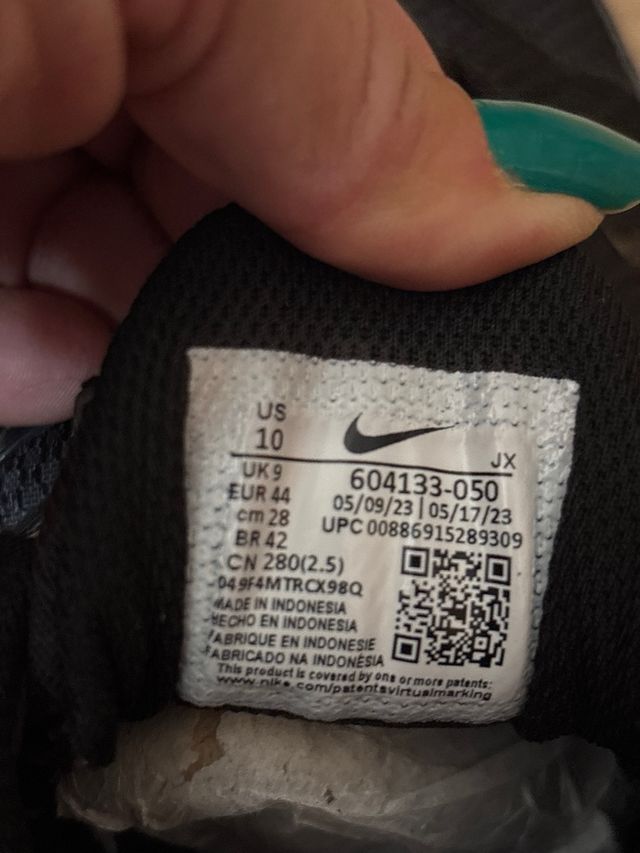 US
10
JX
UK 9
604133-050
EUR 44
05/09/23 | 05/17/23
cm 28
UPC 00886915289309
BR 42
CN 280(2.5)
049F4MTRCX98Q
MADE IN INDONESIA
HECHO EN INDONESIA
FABRIQUE EN INDONESIE
FABRICADO NA INDONÉSIA
This product is covered by one or more patents:
www.nike.com/patentsvirtualmarking